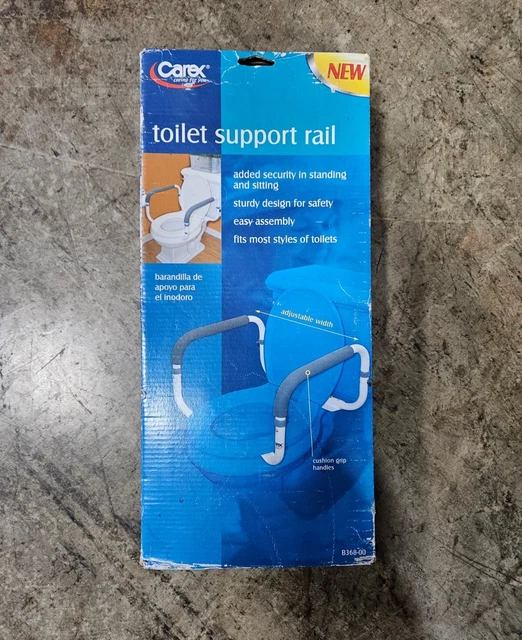 Carex®
CARING FOR YOU
NEW
toilet support rail
added security in standing
and sitting
sturdy design for safety
easy assembly
fits most styles of toilets
barandilla de
apoyo para
el inodoro
adjustable width
cushion grip
handles
B368-00